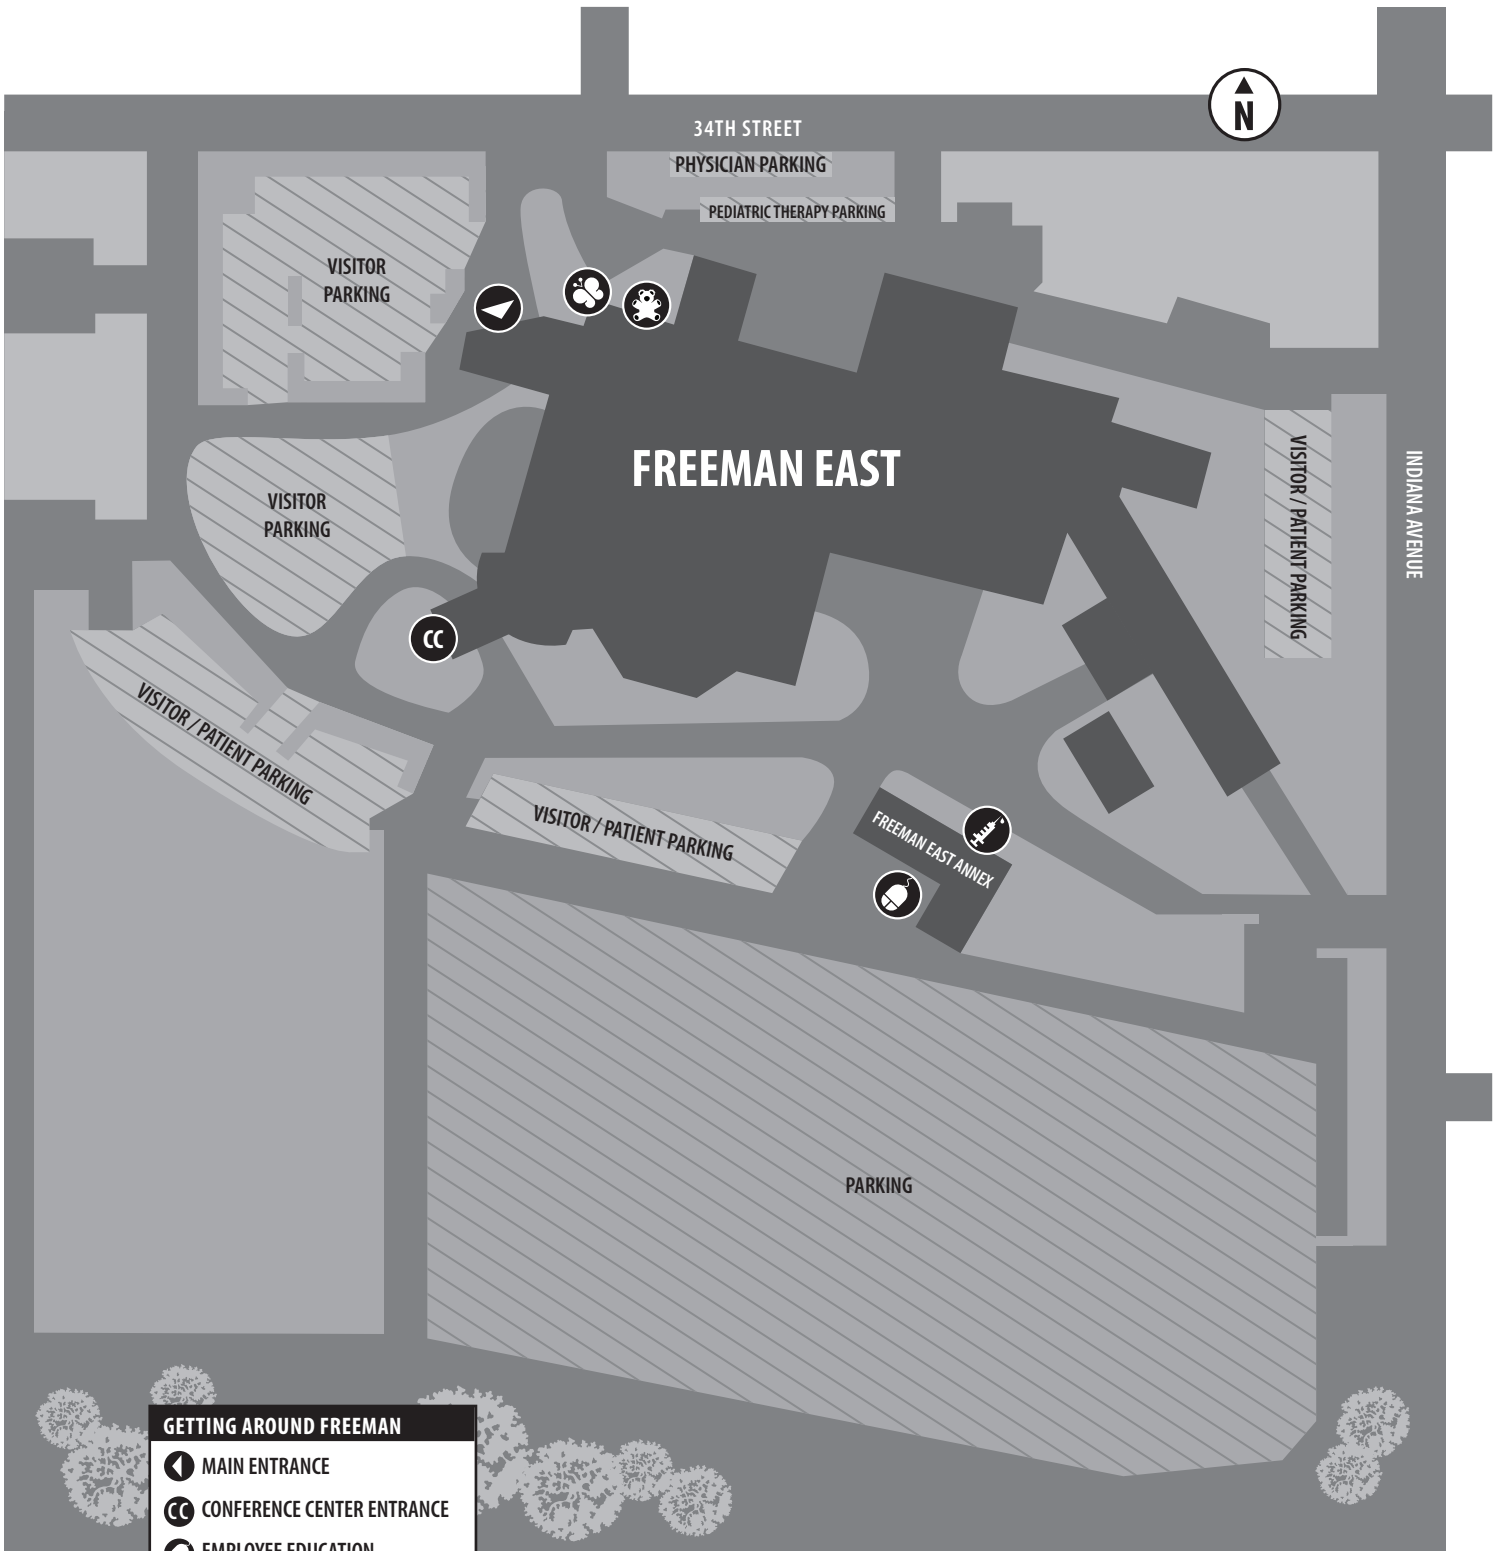 N
34TH STREET
PHYSICIAN PARKING
PEDIATRIC THERAPY PARKING
VISITOR
PARKING
FREEMAN EAST
VISITOR / PATIENT PARKING
INDIANA AVENUE
VISITOR
PARKING
CC
VISITOR / PATIENT PARKING
VISITOR / PATIENT PARKING
FREEMAN EAST ANNEX
PARKING
GETTING AROUND FREEMAN
MAIN ENTRANCE
CC CONFERENCE CENTER ENTRANCE
EMPLOYEE EDUCATION